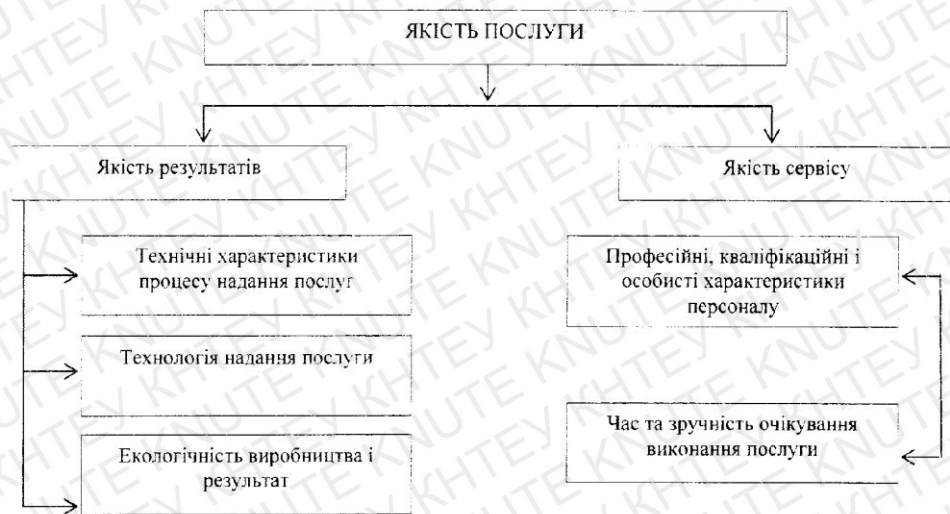 ЯКІСТЬ ПОСЛУГИ
Якість результатів
Якість сервісу
Технічні характеристики
процесу надання послуг
Технологія надання послуги
Екологічність виробництва і
результат
Професійні, кваліфікаційні і
особисті характеристики
персоналу
Час та зручність очікування
виконання послуги